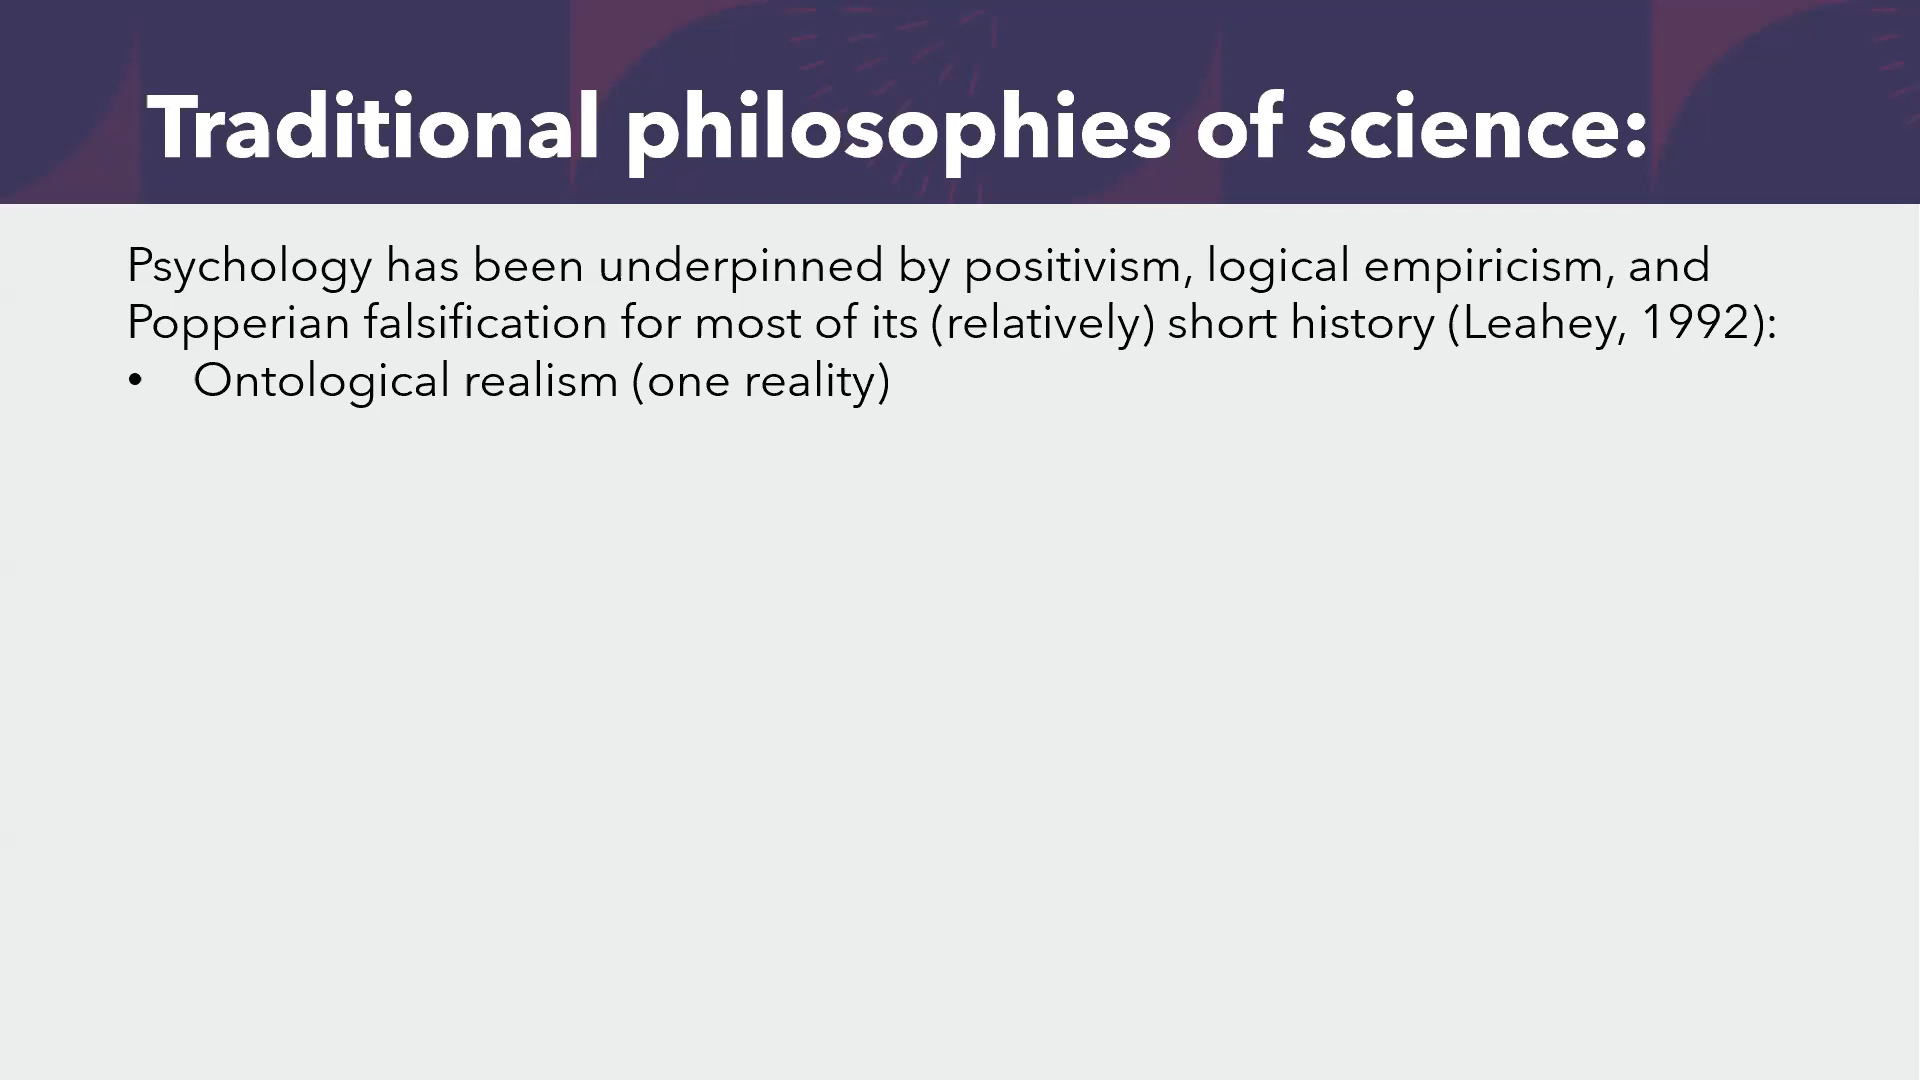 Traditional philosophies of science:
Psychology has been underpinned by positivism, logical empiricism, and
Popperian falsification for most of its (relatively) short history (Leahey, 1992):
• Ontological realism (one reality)